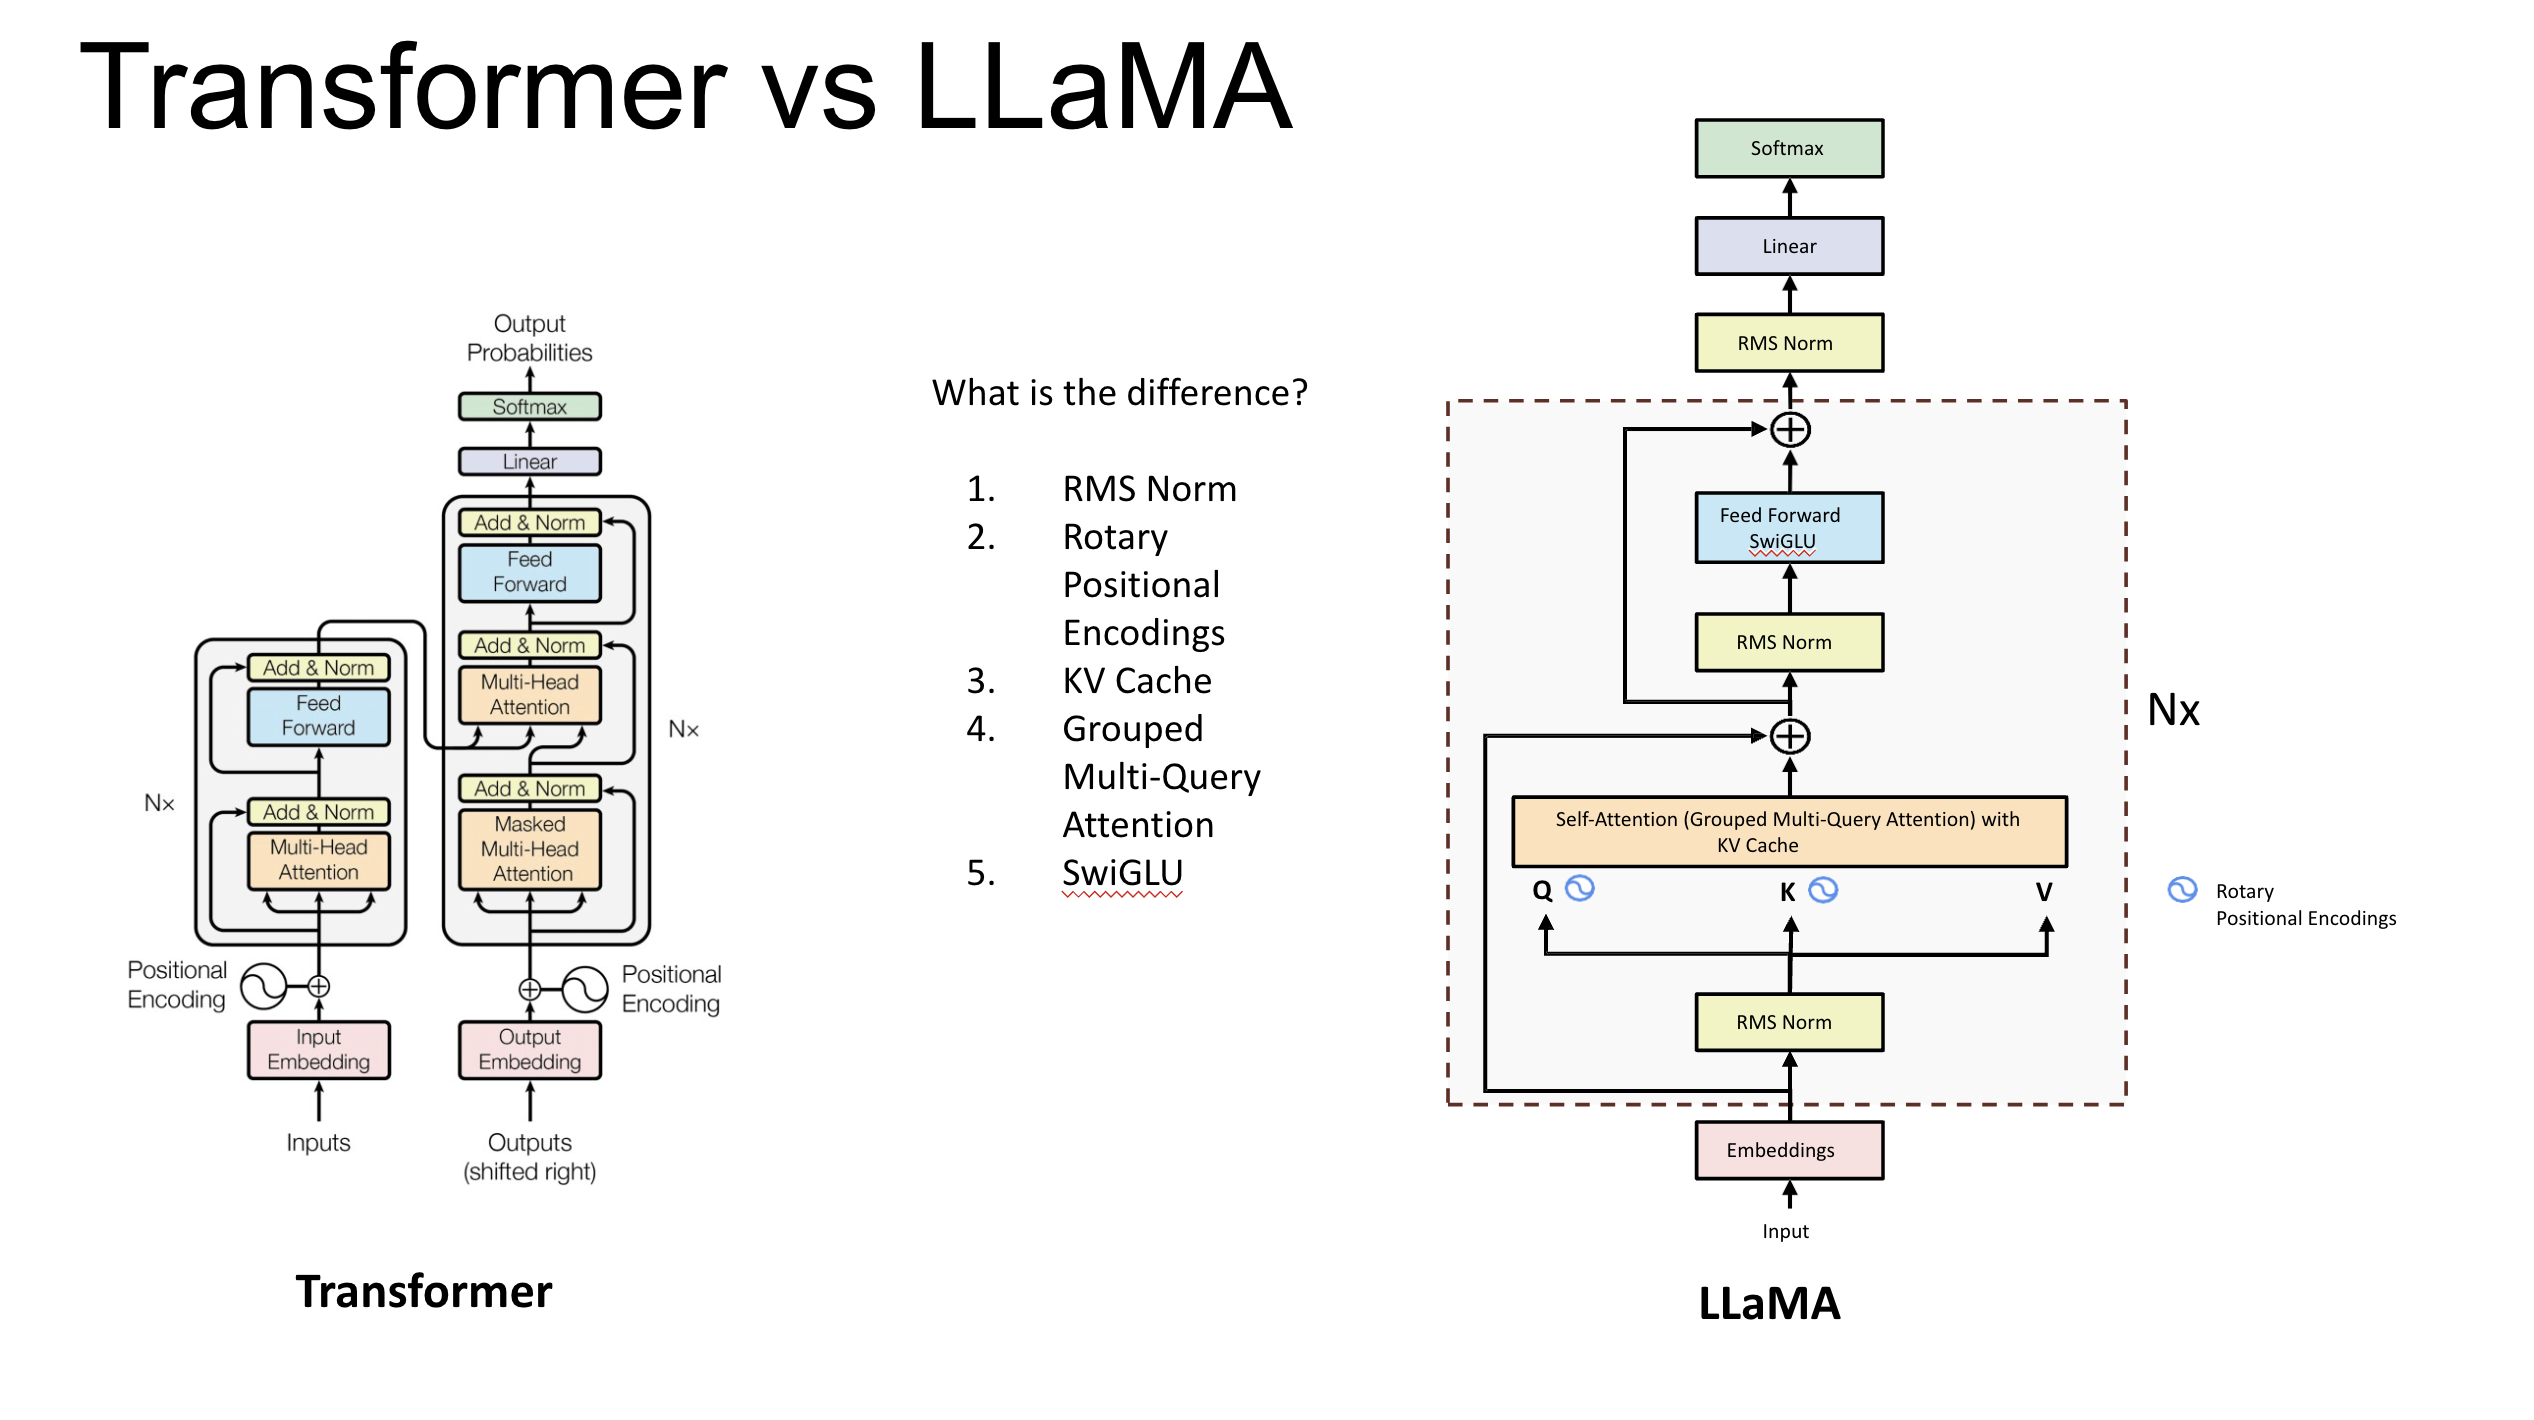 Transformer vs LLaMA
Output
Probabilities
Softmax
Linear
Add & Norm
Feed
Forward
Add & Norm
Multi-Head
Attention
Add & Norm
Masked
Multi-Head
Attention
Nx
Positional
Encoding
Output
Embedding
Outputs
(shifted right)
Add & Norm
Feed
Forward
Add & Norm
Multi-Head
Attention
Nx
Positional
Encoding
Input
Embedding
Inputs
Transformer
What is the difference?
1. RMS Norm
2. Rotary
Positional
Encodings
3. KV Cache
4. Grouped
Multi-Query
Attention
5. SwiGLU
Softmax
Linear
RMS Norm
Feed Forward
SwiGLU
RMS Norm
Nx
Self-Attention (Grouped Multi-Query Attention) with
KV Cache
Q K V
Rotary
Positional Encodings
RMS Norm
Embeddings
Input
LLaMA